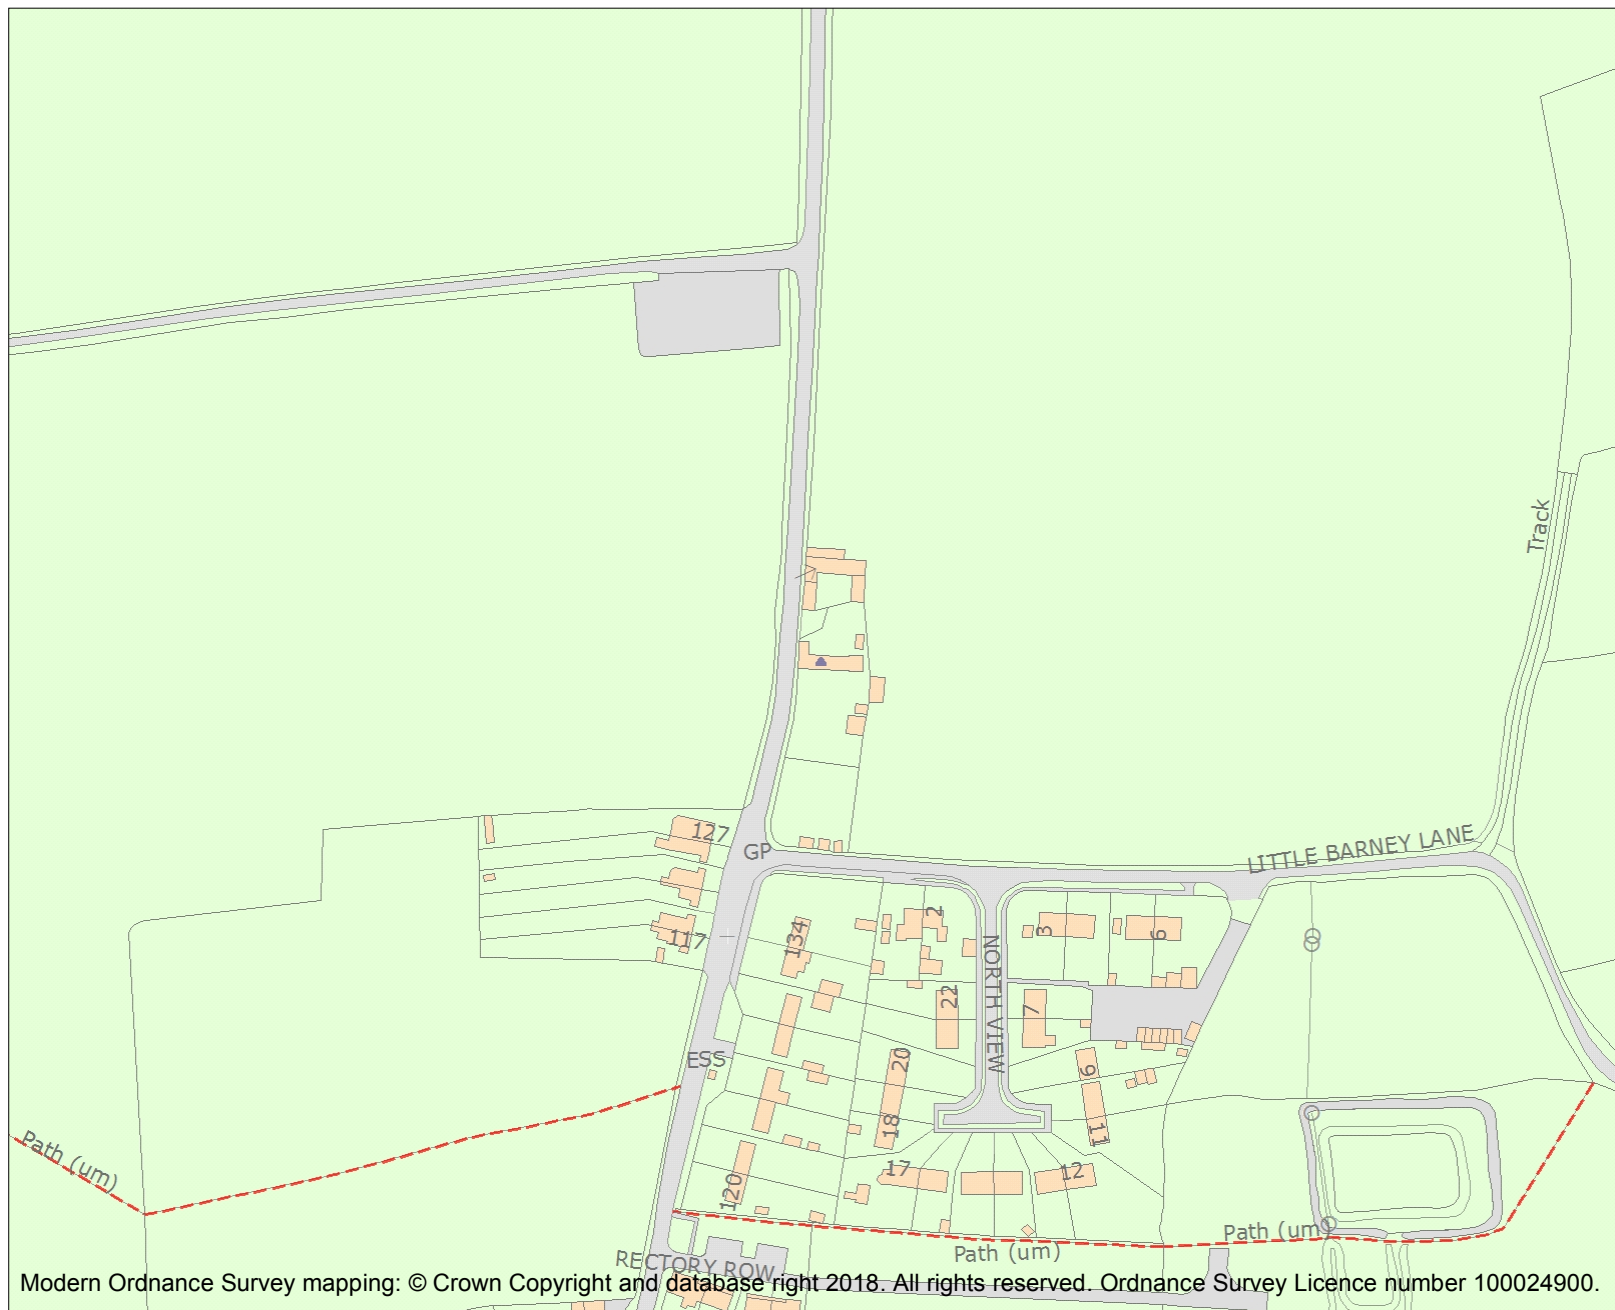 Track
127
GP
LITTLE BARNEY LANE
117
134
2
3
6
NORTH VIEW
22
7
ESS
20
9
18
11
Path (um)
17
12
120
Path (um)
Path (um)
RECTORY ROW
Modern Ordnance Survey mapping: © Crown Copyright and database right 2018. All rights reserved. Ordnance Survey Licence number 100024900.